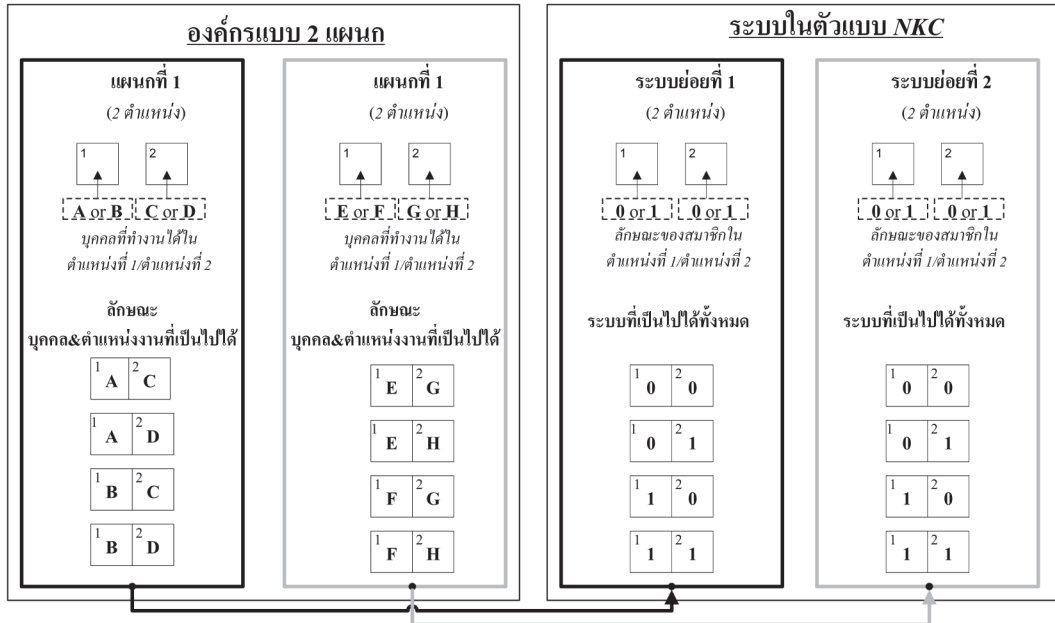 องค์กรแบบ 2 แผนก
แผนกที่ 1
(2 ตำแหน่ง)
1 2
A or B C or D
บุคคลที่ทำงานได้ใน
ตำแหน่งที่ 1/ตำแหน่งที่ 2
ลักษณะ
บุคคล&ตำแหน่งงานที่เป็นไปได้
1 A 2 C
1 A 2 D
1 B 2 C
1 B 2 D
แผนกที่ 1
(2 ตำแหน่ง)
1 2
E or F G or H
บุคคลที่ทำงานได้ใน
ตำแหน่งที่ 1/ตำแหน่งที่ 2
ลักษณะ
บุคคล&ตำแหน่งงานที่เป็นไปได้
1 E 2 G
1 E 2 H
1 F 2 G
1 F 2 H
ระบบในตัวแบบ NKC
ระบบย่อยที่ 1
(2 ตำแหน่ง)
1 2
0 or 1 0 or 1
ลักษณะของสมาชิกใน
ตำแหน่งที่ 1/ตำแหน่งที่ 2
ระบบที่เป็นไปได้ทั้งหมด
1 0 2 0
1 0 2 1
1 1 2 0
1 1 2 1
ระบบย่อยที่ 2
(2 ตำแหน่ง)
1 2
0 or 1 0 or 1
ลักษณะของสมาชิกใน
ตำแหน่งที่ 1/ตำแหน่งที่ 2
ระบบที่เป็นไปได้ทั้งหมด
1 0 2 0
1 0 2 1
1 1 2 0
1 1 2 1